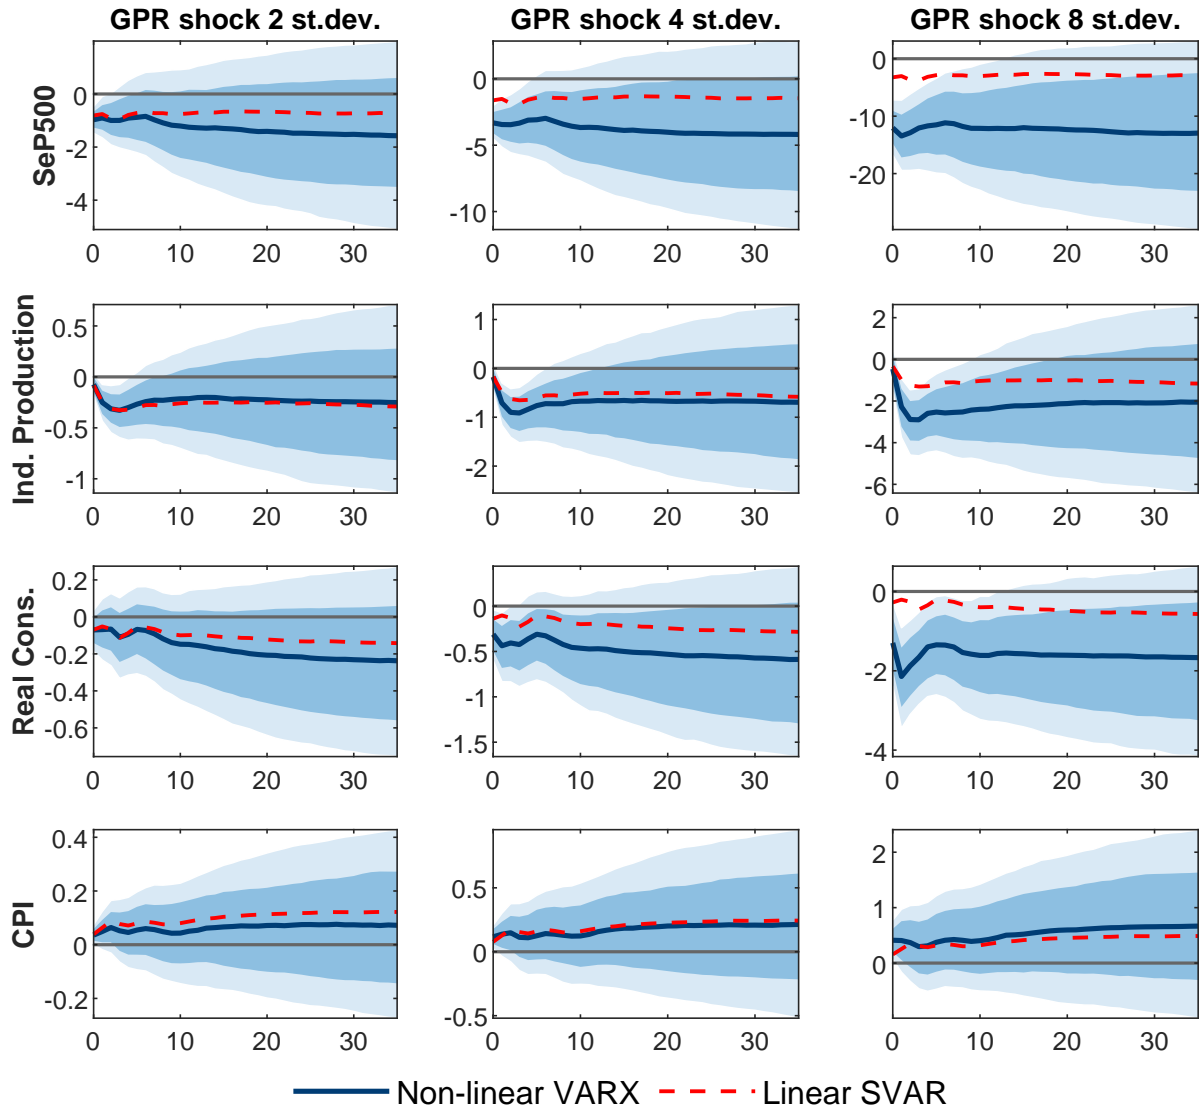 GPR shock 2 st.dev. GPR shock 4 st.dev. GPR shock 8 st.dev.
SeP500
0
-2
-4
0 10 20 30
0
-5
-10
0 10 20 30
0
-10
-20
0 10 20 30
Ind. Production
0.5
0
-0.5
-1
0 10 20 30
1
0
-1
-2
0 10 20 30
2
0
-2
-4
-6
0 10 20 30
Real Cons.
0.2
0
-0.2
-0.4
-0.6
0 10 20 30
0
-0.5
-1
-1.5
0 10 20 30
0
-2
-4
0 10 20 30
CPI
0.4
0.2
0
-0.2
0 10 20 30
0.5
0
-0.5
0 10 20 30
2
1
0
0 10 20 30
Non-linear VARX Linear SVAR